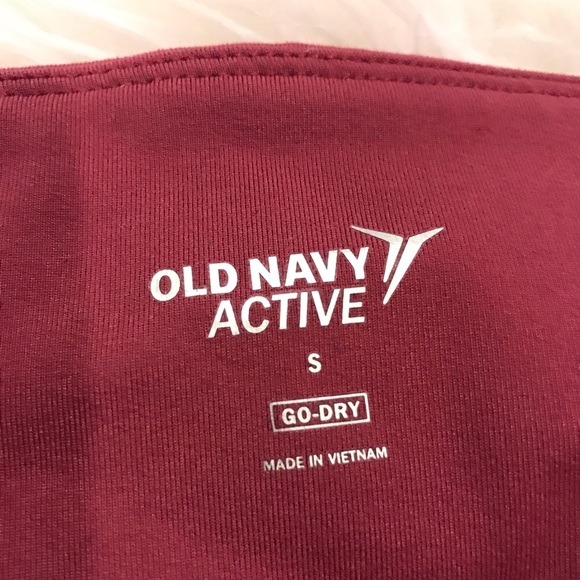 OLD NAVY
ACTIVE
S
GO-DRY
MADE IN VIETNAM